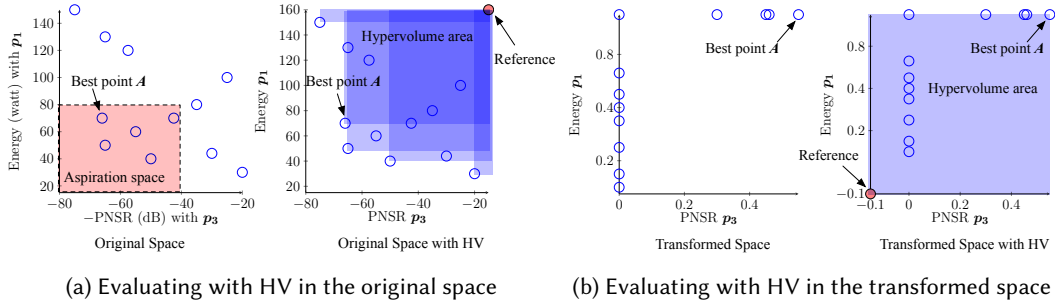 Energy (watt) with p₁
160
140
120
100
80
60
40
20
Best point A
Aspiration space
−80
−60
−40
−20
−PNSR (dB) with p₃
Original Space
Energy p₁
160
140
120
100
80
60
40
20
Hypervolume area
Best point A
Reference
−80
−60
−40
−20
PNSR p₃
Original Space with HV
(a) Evaluating with HV in the original space
Energy p₁
0.8
0.6
0.4
0.2
Best point A
0
0.2
0.4
PNSR p₃
Transformed Space
Energy p₁
0.8
0.4
0.2
−0.1
Best point A
Hypervolume area
Reference
−0.1
0
0.2
0.4
PNSR p₃
Transformed Space with HV
(b) Evaluating with HV in the transformed space